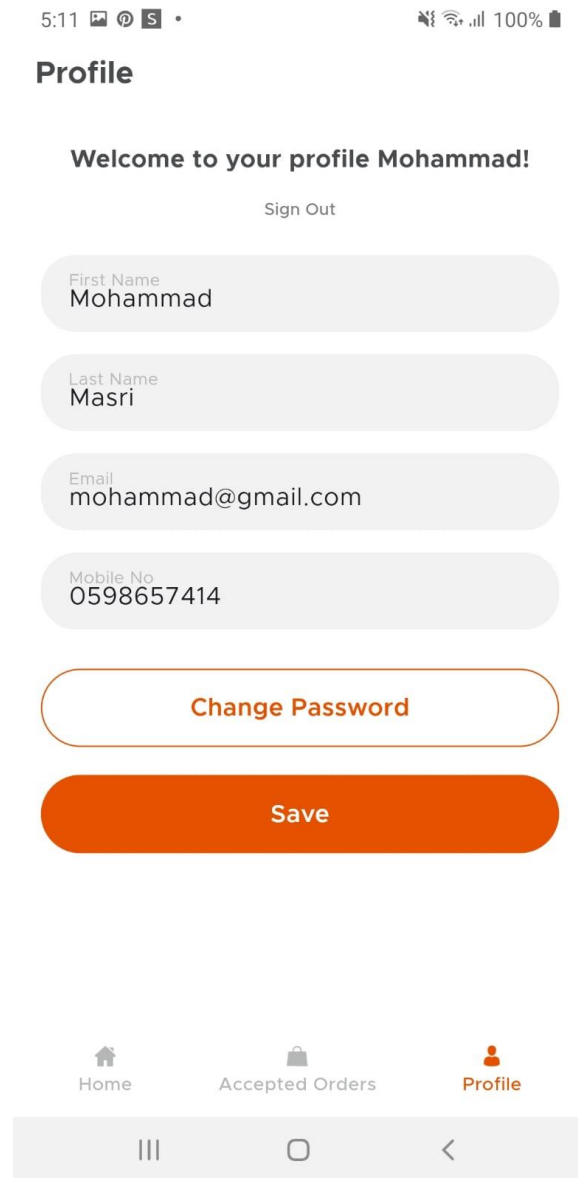 5:11 S 100%
Profile
Welcome to your profile Mohammad!
Sign Out
First Name
Mohammad
Last Name
Masri
Email
mohammad@gmail.com
Mobile No
0598657414
Change Password
Save
Home Accepted Orders Profile